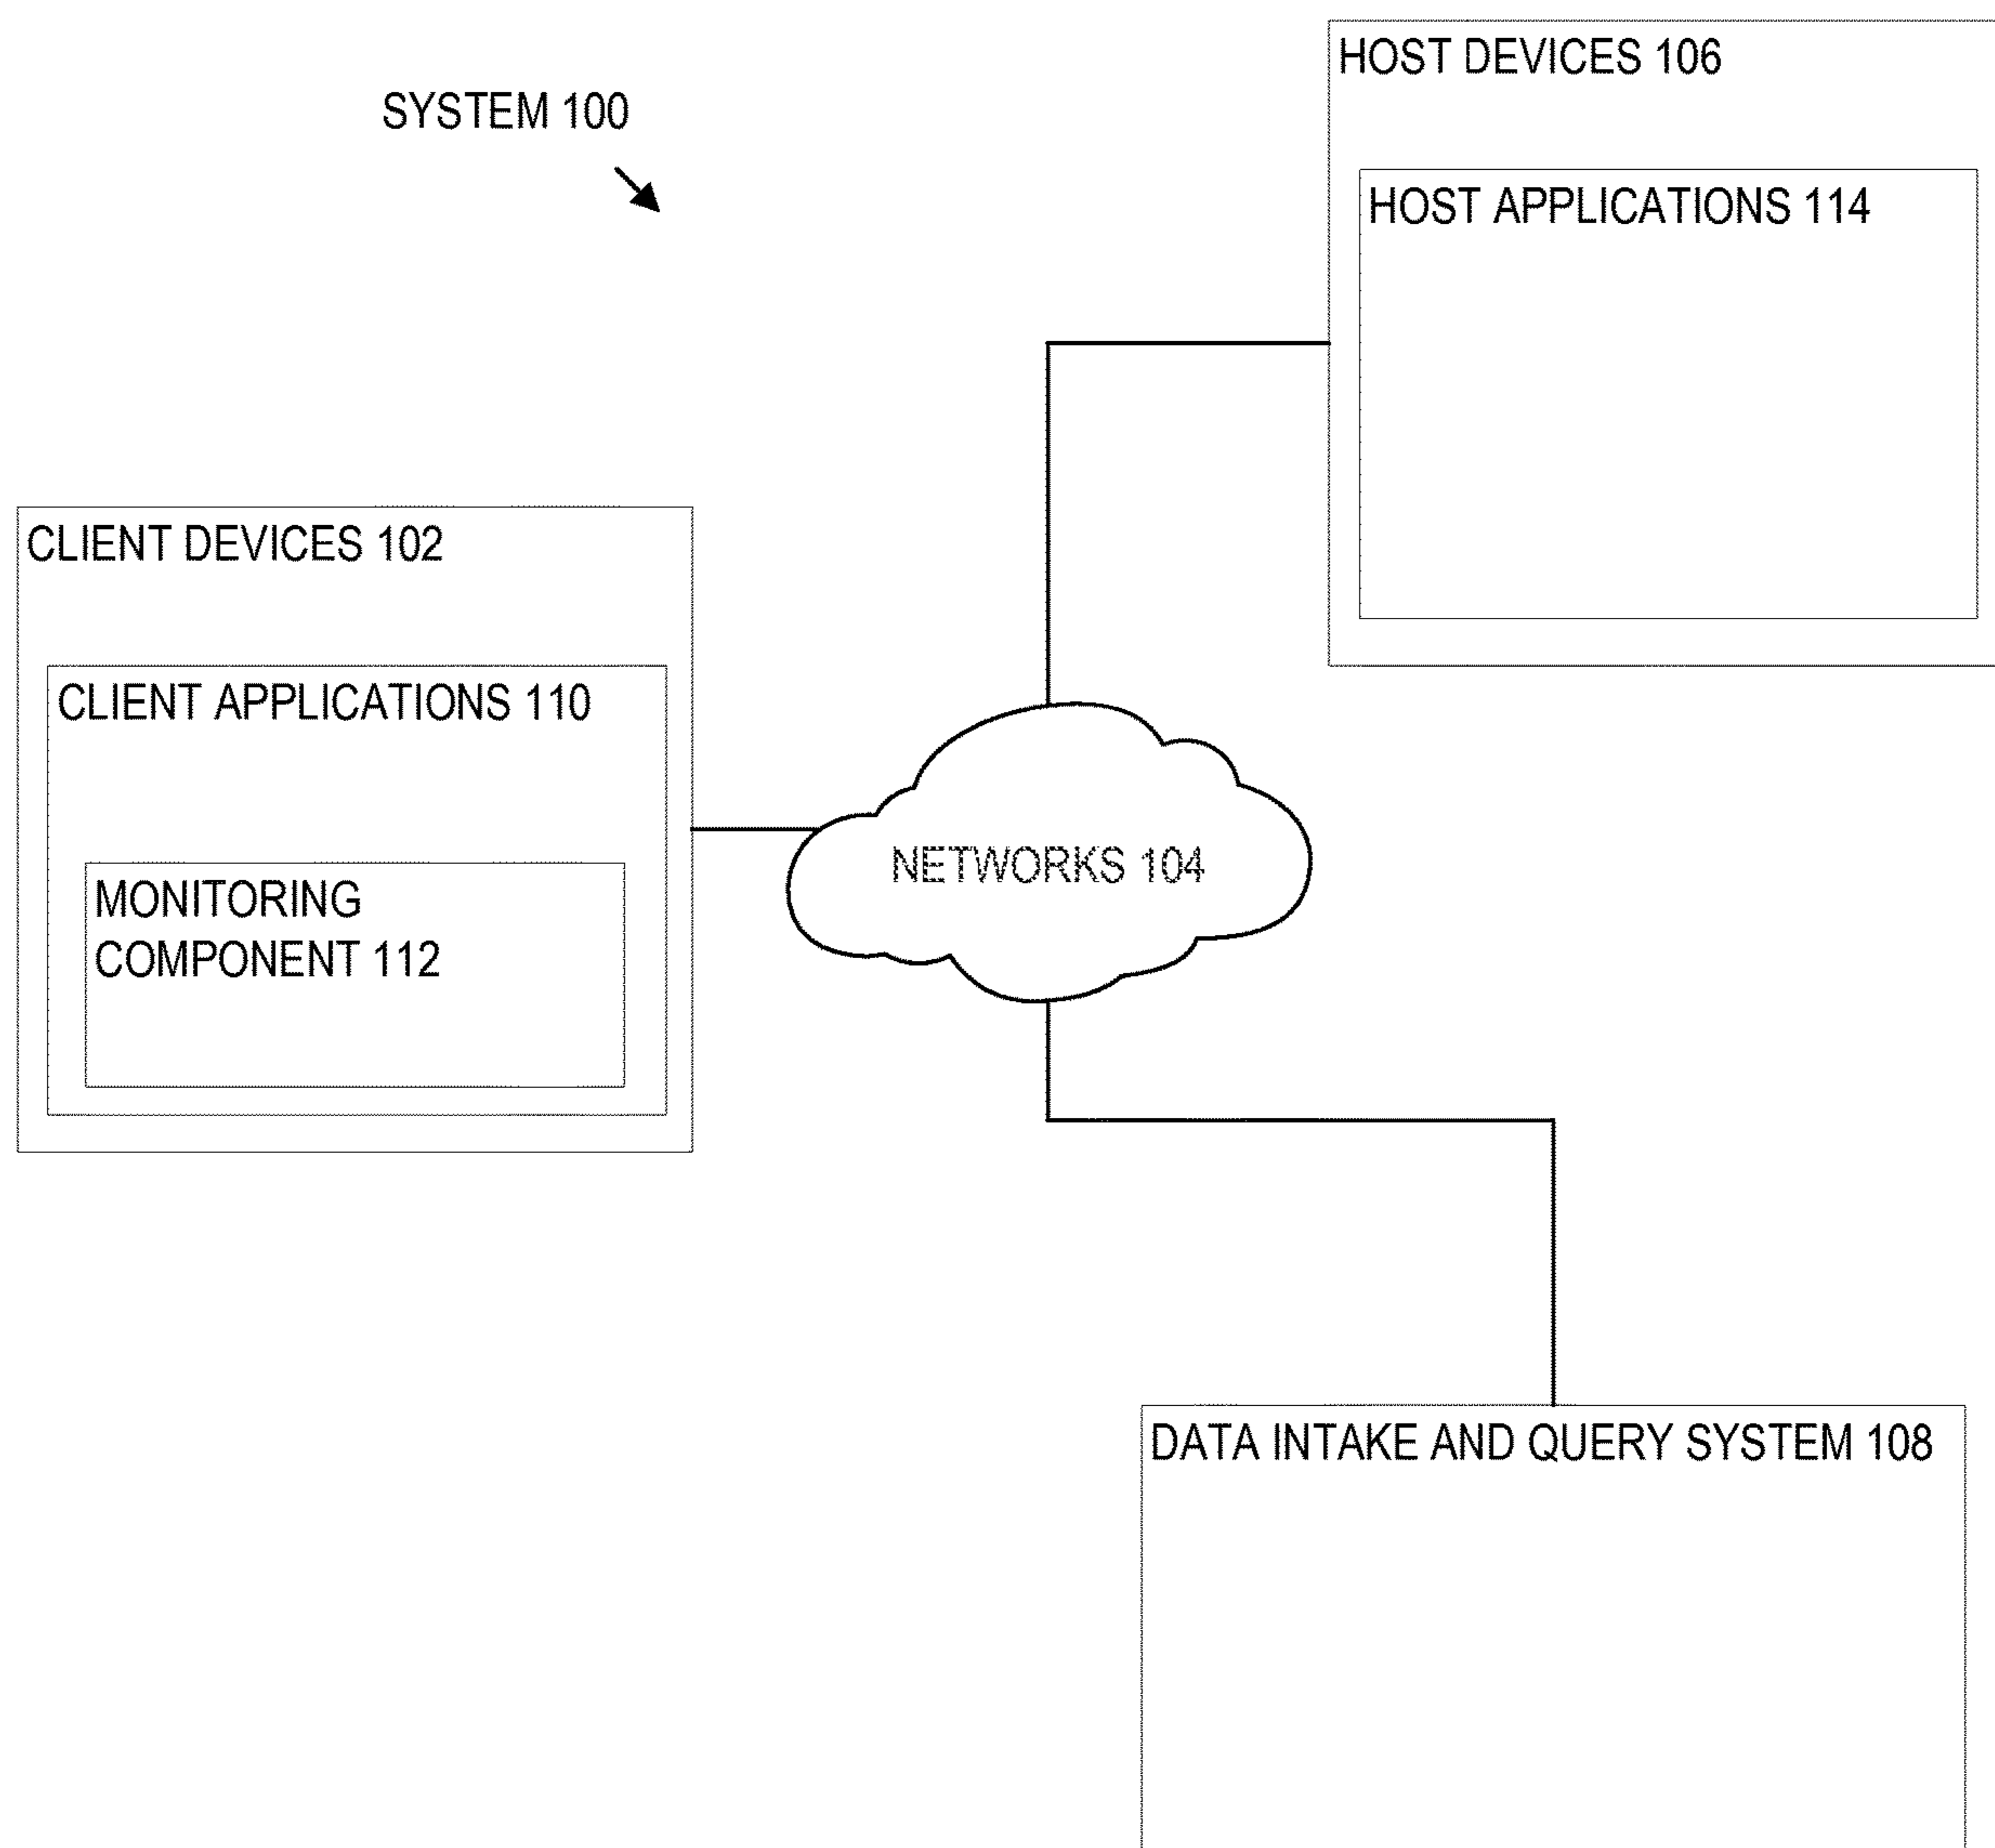 SYSTEM 100
HOST DEVICES 106
HOST APPLICATIONS 114
CLIENT DEVICES 102
CLIENT APPLICATIONS 110
MONITORING
COMPONENT 112
NETWORKS 104
DATA INTAKE AND QUERY SYSTEM 108